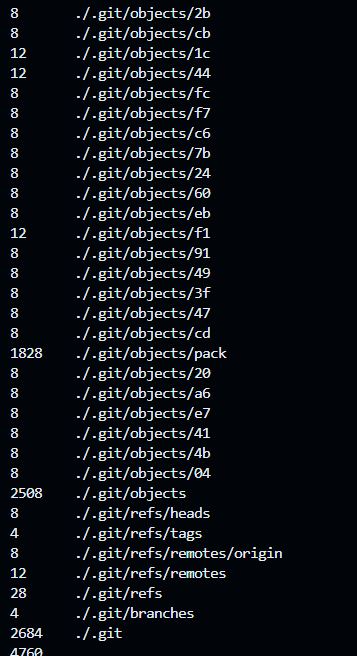 8 ./.git/objects/2b
8 ./.git/objects/cb
12 ./.git/objects/1c
12 ./.git/objects/44
8 ./.git/objects/fc
8 ./.git/objects/f7
8 ./.git/objects/c6
8 ./.git/objects/7b
8 ./.git/objects/24
8 ./.git/objects/60
8 ./.git/objects/eb
12 ./.git/objects/f1
8 ./.git/objects/91
8 ./.git/objects/49
8 ./.git/objects/3f
8 ./.git/objects/47
8 ./.git/objects/cd
1828 ./.git/objects/pack
8 ./.git/objects/20
8 ./.git/objects/a6
8 ./.git/objects/e7
8 ./.git/objects/41
8 ./.git/objects/4b
8 ./.git/objects/04
2508 ./.git/objects
8 ./.git/refs/heads
4 ./.git/refs/tags
8 ./.git/refs/remotes/origin
12 ./.git/refs/remotes
28 ./.git/refs
4 ./.git/branches
2684 ./.git
4760